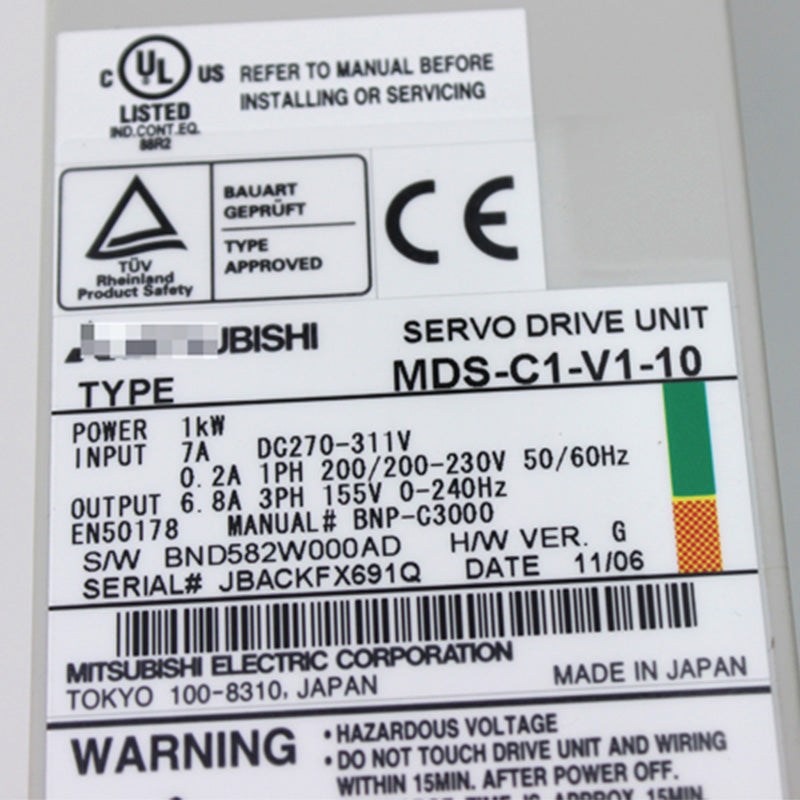 C UL US
LISTED
IND.CONT.EQ.
88R2
REFER TO MANUAL BEFORE
INSTALLING OR SERVICING
TÜV
Rheinland
Product Safety
BAUART
GEPRÜFT
TYPE
APPROVED
CE
UBISHI
SERVO DRIVE UNIT
TYPE MDS-C1-V1-10
POWER 1kW
INPUT 7A DC270-311V
0.2A 1PH 200/200-230V 50/60Hz
OUTPUT 6.8A 3PH 155V 0-240Hz
EN50178 MANUAL# BNP-C3000
S/W BND582W000AD H/W VER. G
SERIAL# JBACKFX691Q DATE 11/06
MITSUBISHI ELECTRIC CORPORATION
TOKYO 100-8310, JAPAN MADE IN JAPAN
WARNING
•HAZARDOUS VOLTAGE
•DO NOT TOUCH DRIVE UNIT AND WIRING
WITHIN 15MIN. AFTER POWER OFF.
TIME IS APPROX 15MIN